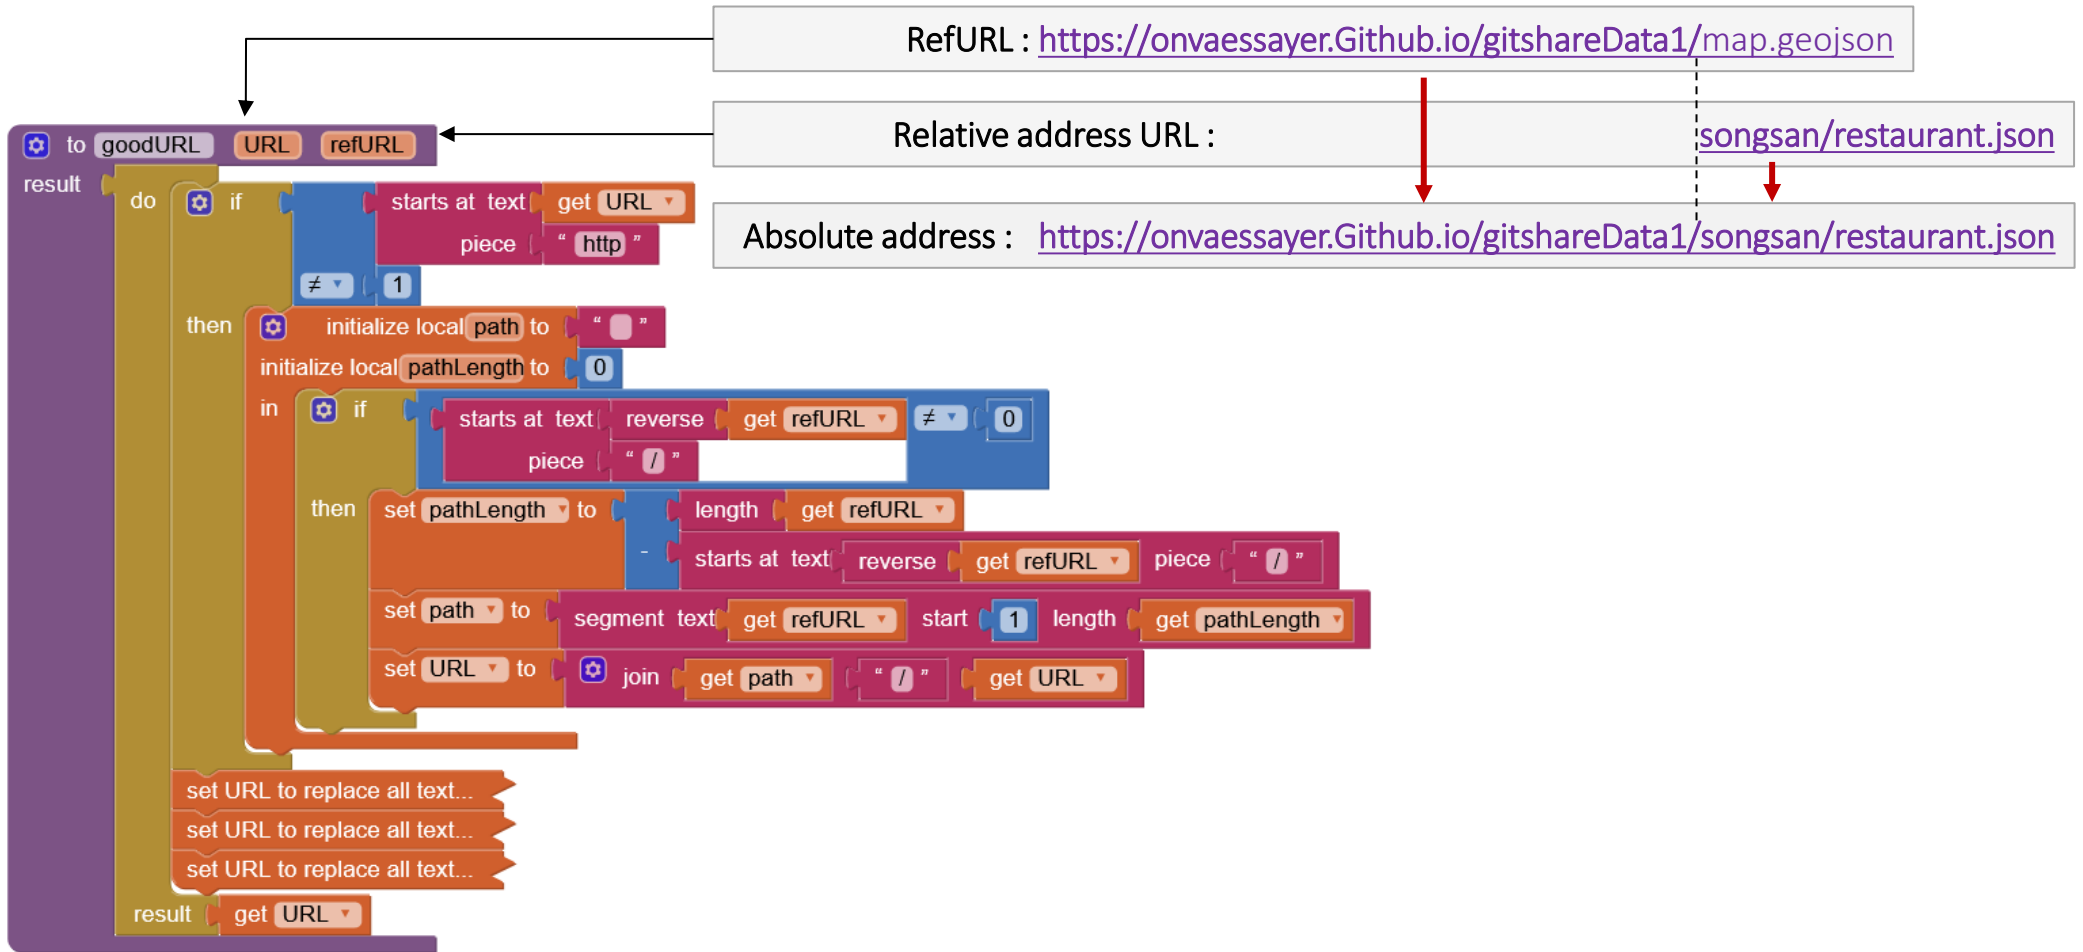 RefURL : https://onvaessayer.Github.io/gitshareData1/map.geojson
Relative address URL : songsan/restaurant.json
Absolute address : https://onvaessayer.Github.io/gitshareData1/songsan/restaurant.json
to goodURL URL refURL
result
do if starts at text get URL
piece " http "
≠ 1
then initialize local path to " "
initialize local pathLength to 0
in if starts at text reverse get refURL ≠ 0
piece " / "
then set pathLength to length get refURL
- starts at text reverse get refURL piece " / "
set path to segment text get refURL start 1 length get pathLength
set URL to join get path " / " get URL
set URL to replace all text...
set URL to replace all text...
set URL to replace all text...
result get URL